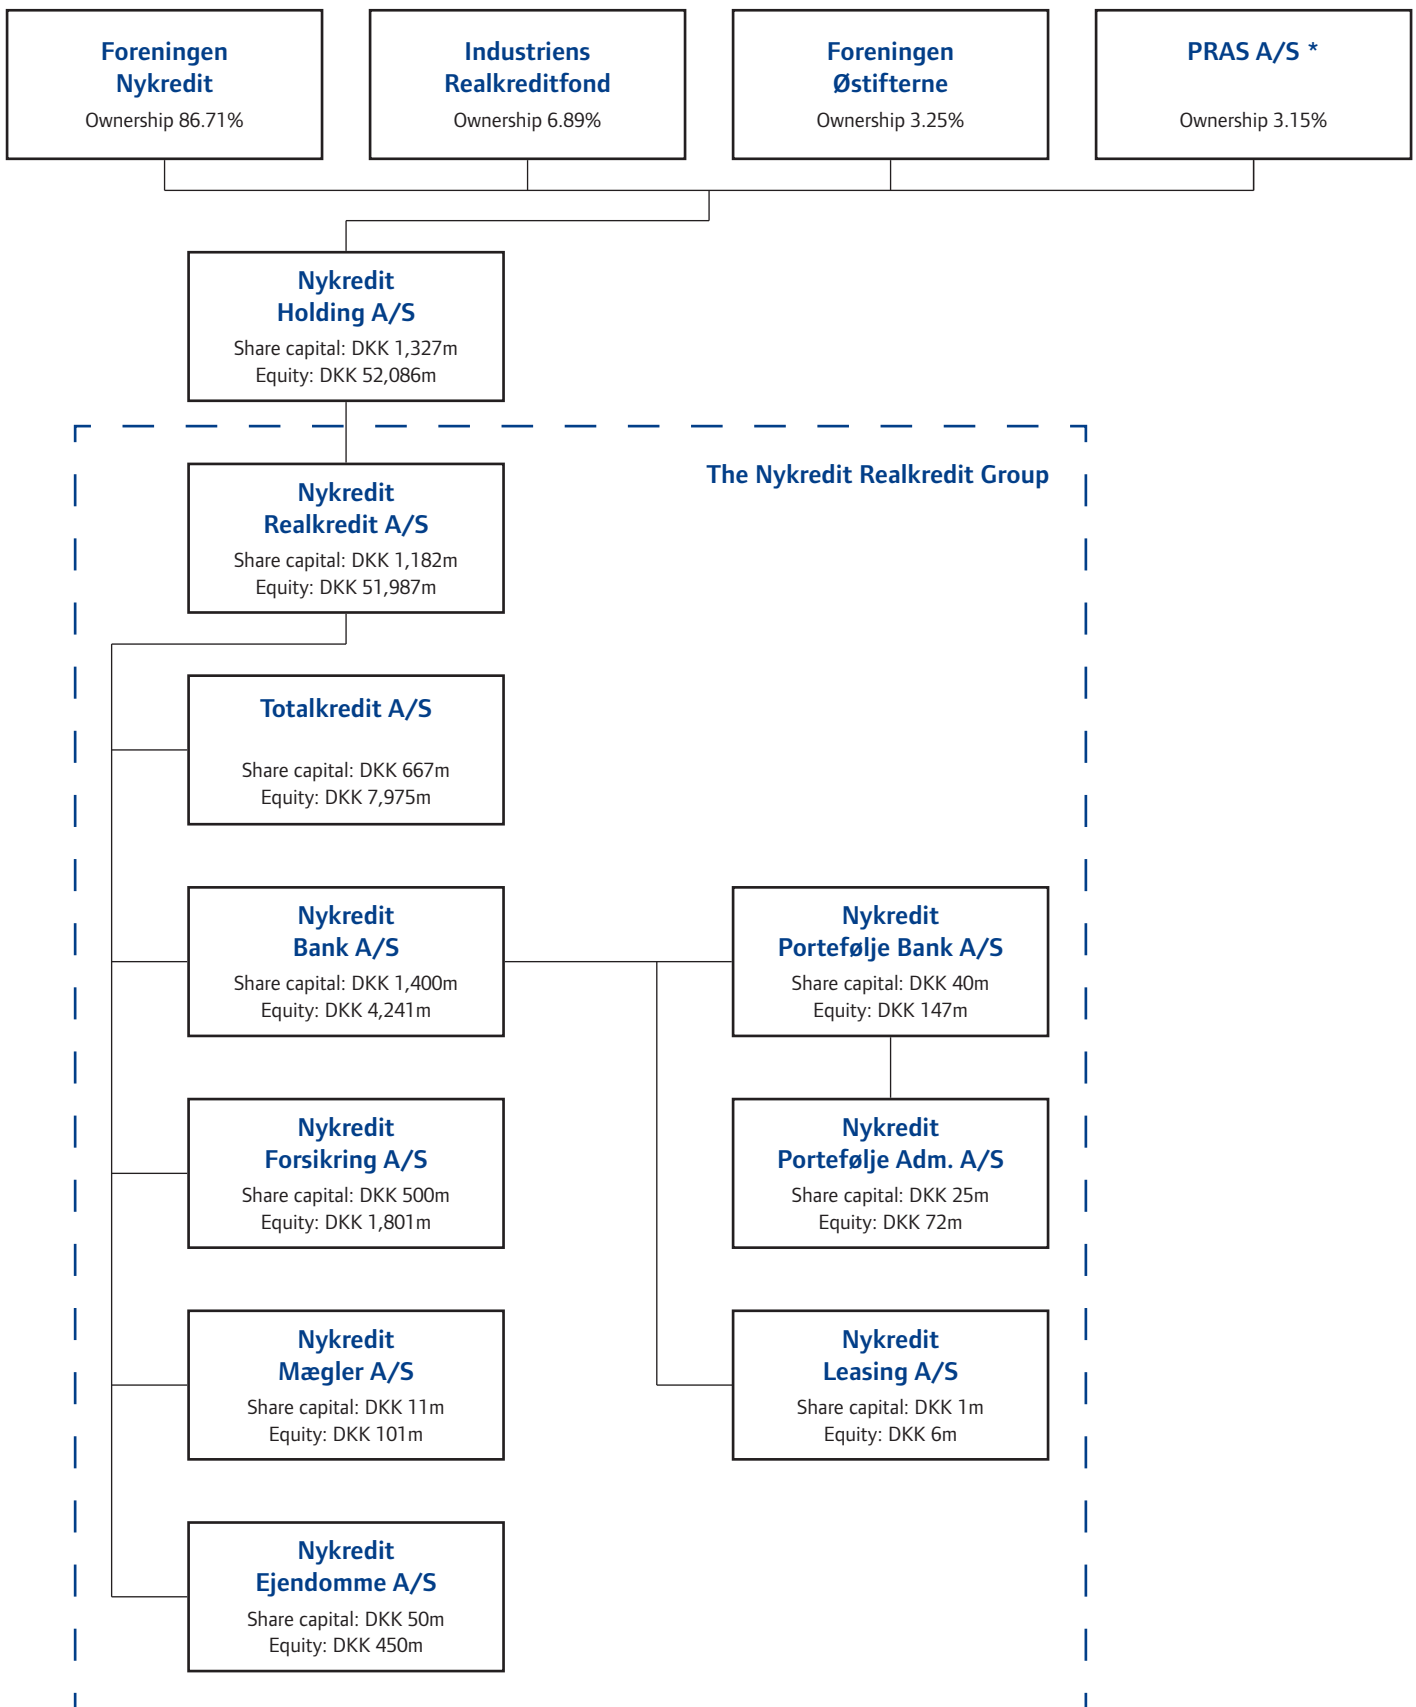 Foreningen
Nykredit
Ownership 86.71%
Industriens
Realkreditfond
Ownership 6.89%
Foreningen
Østifterne
Ownership 3.25%
PRAS A/S *
Ownership 3.15%
Nykredit
Holding A/S
Share capital: DKK 1,327m
Equity: DKK 52,086m
The Nykredit Realkredit Group
Nykredit
Realkredit A/S
Share capital: DKK 1,182m
Equity: DKK 51,987m
Totalkredit A/S
Share capital: DKK 667m
Equity: DKK 7,975m
Nykredit
Bank A/S
Share capital: DKK 1,400m
Equity: DKK 4,241m
Nykredit
Portefølje Bank A/S
Share capital: DKK 40m
Equity: DKK 147m
Nykredit
Forsikring A/S
Share capital: DKK 500m
Equity: DKK 1,801m
Nykredit
Portefølje Adm. A/S
Share capital: DKK 25m
Equity: DKK 72m
Nykredit
Mægler A/S
Share capital: DKK 11m
Equity: DKK 101m
Nykredit
Leasing A/S
Share capital: DKK 1m
Equity: DKK 6m
Nykredit
Ejendomme A/S
Share capital: DKK 50m
Equity: DKK 450m